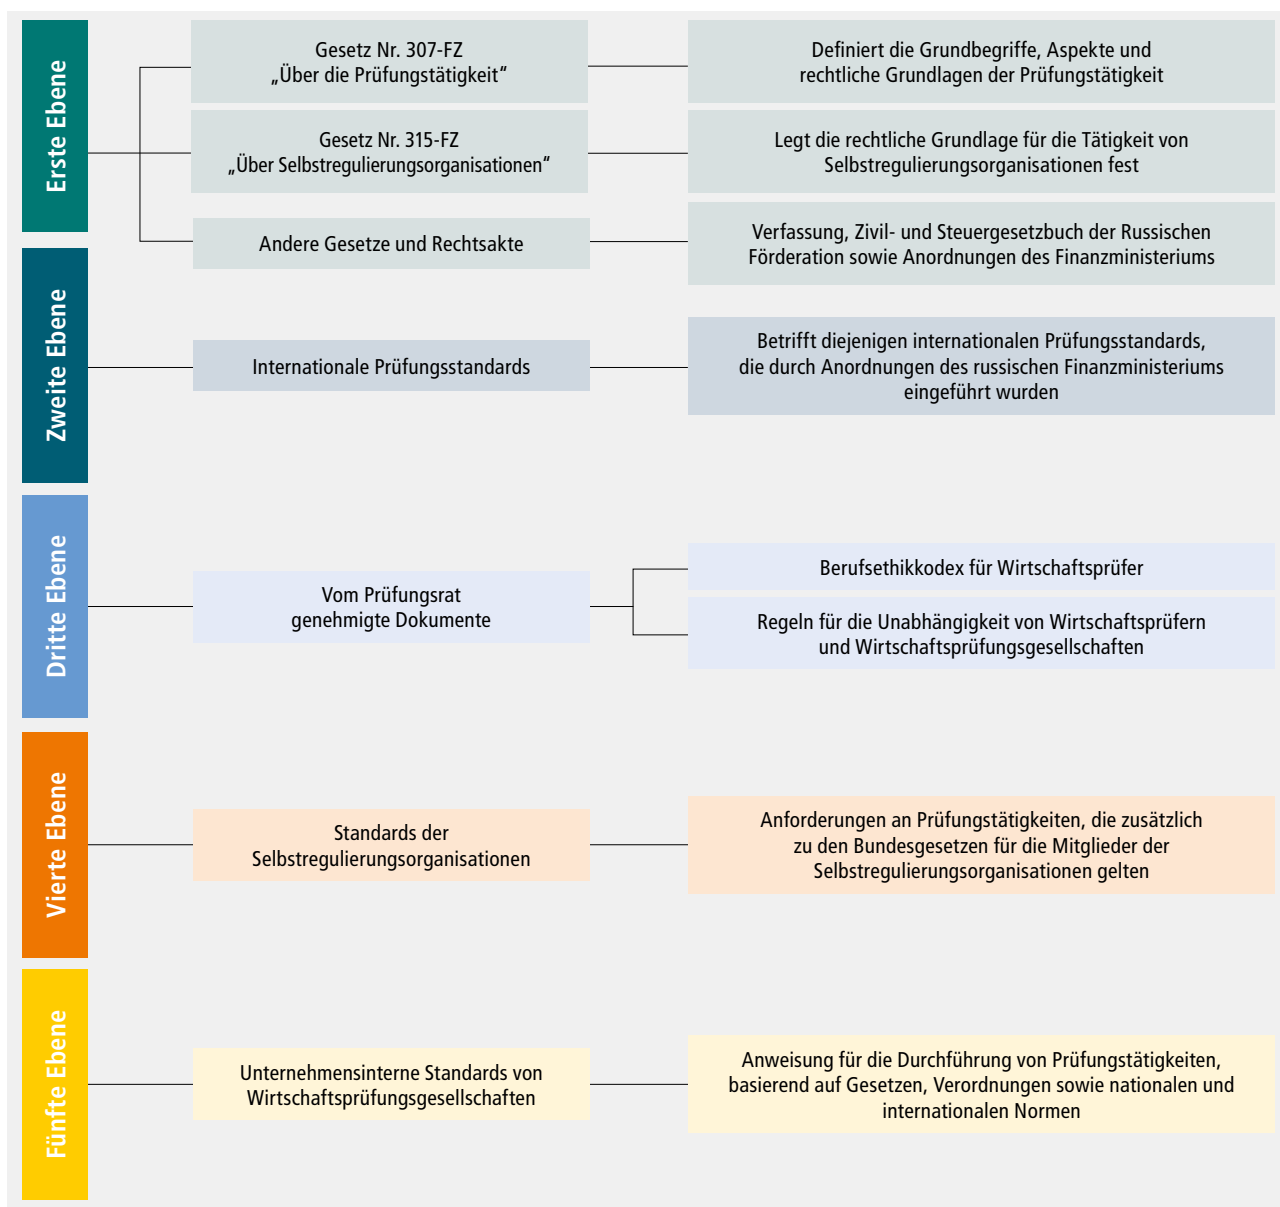 Erste Ebene
Gesetz Nr. 307-FZ
„Über die Prüfungstätigkeit“
Definiert die Grundbegriffe, Aspekte und
rechtliche Grundlagen der Prüfungstätigkeit
Gesetz Nr. 315-FZ
„Über Selbstregulierungsorganisationen“
Legt die rechtliche Grundlage für die Tätigkeit von
Selbstregulierungsorganisationen fest
Andere Gesetze und Rechtsakte
Verfassung, Zivil- und Steuergesetzbuch der Russischen
Förderation sowie Anordnungen des Finanzministeriums
Zweite Ebene
Internationale Prüfungsstandards
Betrifft diejenigen internationalen Prüfungsstandards,
die durch Anordnungen des russischen Finanzministeriums
eingeführt wurden
Dritte Ebene
Vom Prüfungsrat
genehmigte Dokumente
Berufsethikkodex für Wirtschaftsprüfer
Regeln für die Unabhängigkeit von Wirtschaftsprüfern
und Wirtschaftsprüfungsgesellschaften
Vierte Ebene
Standards der
Selbstregulierungsorganisationen
Anforderungen an Prüfungstätigkeiten, die zusätzlich
zu den Bundesgesetzen für die Mitglieder der
Selbstregulierungsorganisationen gelten
Fünfte Ebene
Unternehmensinterne Standards von
Wirtschaftsprüfungsgesellschaften
Anweisung für die Durchführung von Prüfungstätigkeiten,
basierend auf Gesetzen, Verordnungen sowie nationalen und
internationalen Normen